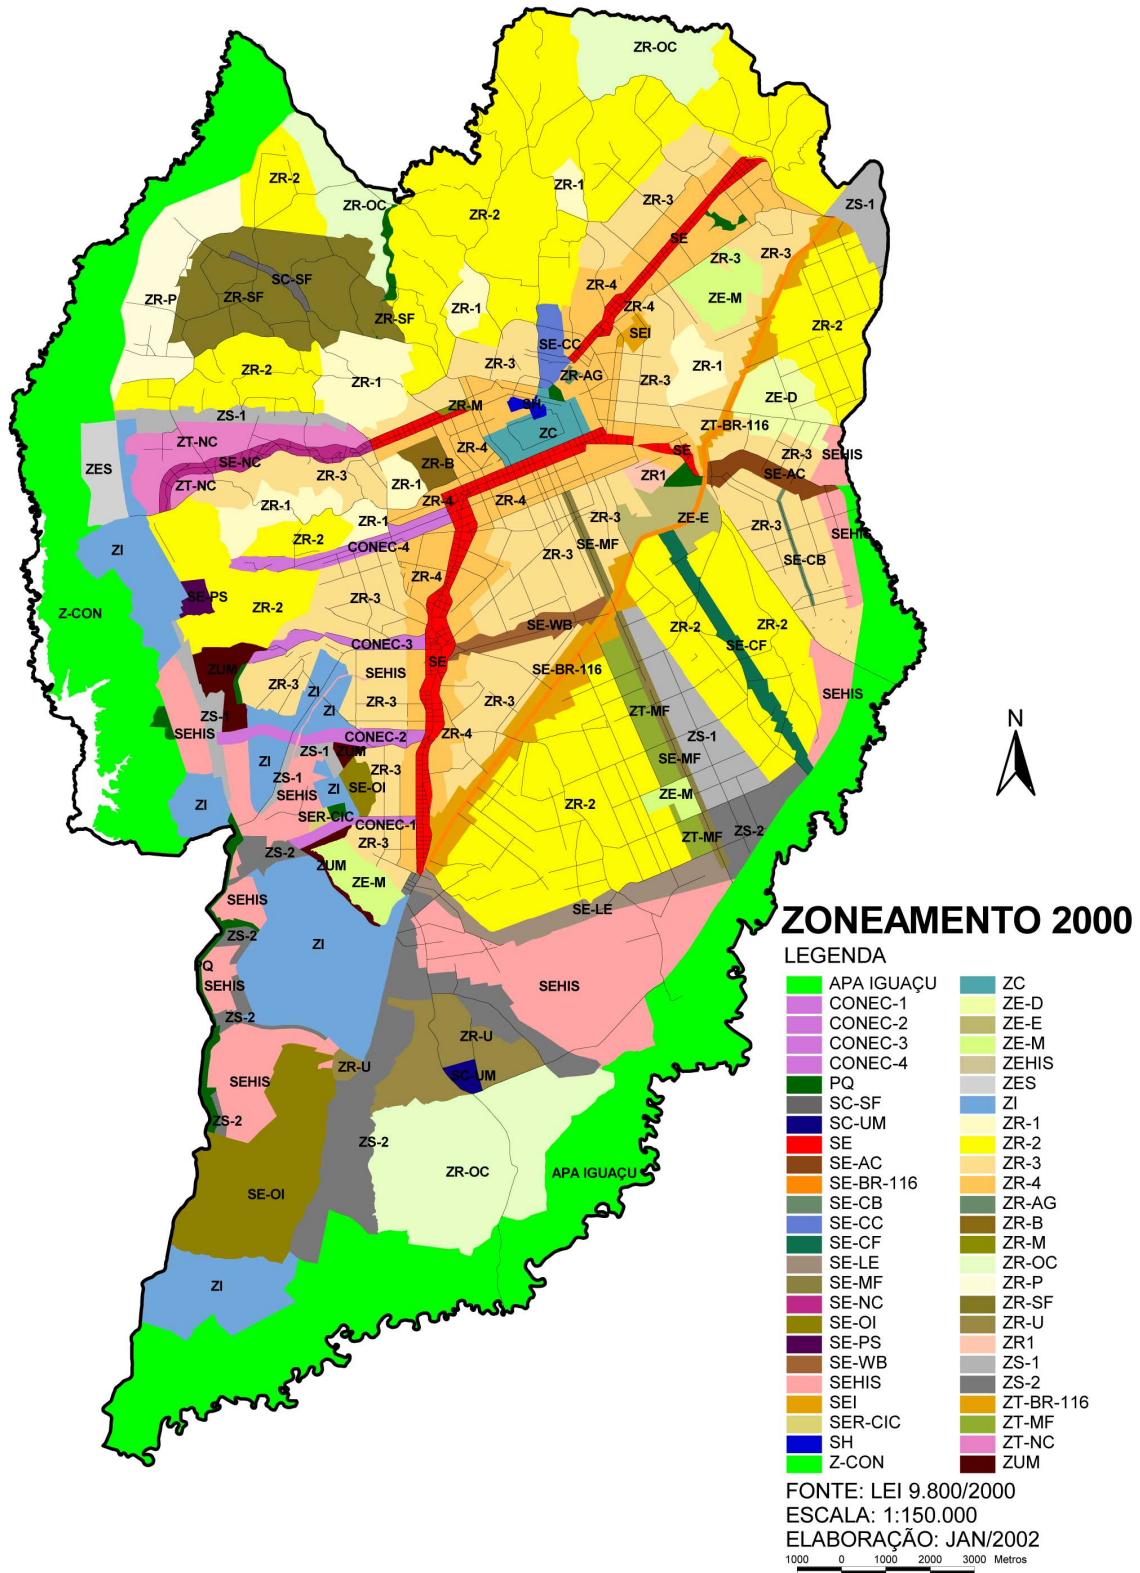 ZR-OC
ZR-2
ZR-1
ZR-OC
ZR-2
ZR-3
ZS-1
SE
ZR-3
ZR-3
SC-SF
ZR-P
ZR-SF
ZR-4
ZE-M
ZR-SF
ZR-1
ZR-4
SEI
ZR-2
SE-CC
ZR-3
ZR-2
ZR-1
ZR-AG
ZR-3
ZR-1
ZE-D
ZR-M
SH
ZS-1
ZC
ZT-BR-116
ZT-NC
ZR-4
SE
ZR-3
SEHIS
ZES
SE-NC
ZR-B
SE-AC
ZR-3
ZR1
ZT-NC
ZR-1
ZR-4
ZR-4
ZR-1
ZR-1
ZR-3
ZE-E
ZR-3
SEHIS
ZR-2
SE-MF
ZI
CONEC-4
ZR-3
SE-CB
ZR-4
SE-PS
ZR-3
Z-CON
ZR-2
ZR-2
ZR-2
SE-WB
CONEC-3
SE-CF
SE
ZUM
SE-BR-116
SEHIS
ZR-3
ZI
SEHIS
ZR-3
ZR-3
ZI
ZT-MF
ZS-1
SEHIS
CONEC-2
ZR-4
ZS-1
ZS-1
ZUM
SE-MF
ZI
ZR-3
ZS-1
SE-OI
ZI
SEHIS
ZE-M
ZI
ZR-2
SER-CIC
CONEC-1
ZS-2
ZT-MF
ZR-3
ZS-2
ZUM
ZE-M
SEHIS
SE-LE
ZS-2
ZI
PQ
SEHIS
SEHIS
ZS-2
ZR-U
ZR-U
SC-UM
SEHIS
ZS-2
ZS-2
ZR-OC
APA IGUAÇU
SE-OI
ZI
N
ZONEAMENTO 2000
LEGENDA
APA IGUAÇU
CONEC-1
CONEC-2
CONEC-3
CONEC-4
PQ
SC-SF
SC-UM
SE
SE-AC
SE-BR-116
SE-CB
SE-CC
SE-CF
SE-LE
SE-MF
SE-NC
SE-OI
SE-PS
SE-WB
SEHIS
SEI
SER-CIC
SH
Z-CON
ZC
ZE-D
ZE-E
ZE-M
ZEHIS
ZES
ZI
ZR-1
ZR-2
ZR-3
ZR-4
ZR-AG
ZR-B
ZR-M
ZR-OC
ZR-P
ZR-SF
ZR-U
ZR1
ZS-1
ZS-2
ZT-BR-116
ZT-MF
ZT-NC
ZUM
FONTE: LEI 9.800/2000
ESCALA: 1:150.000
ELABORAÇÃO: JAN/2002
1000 0 1000 2000 3000 Metros